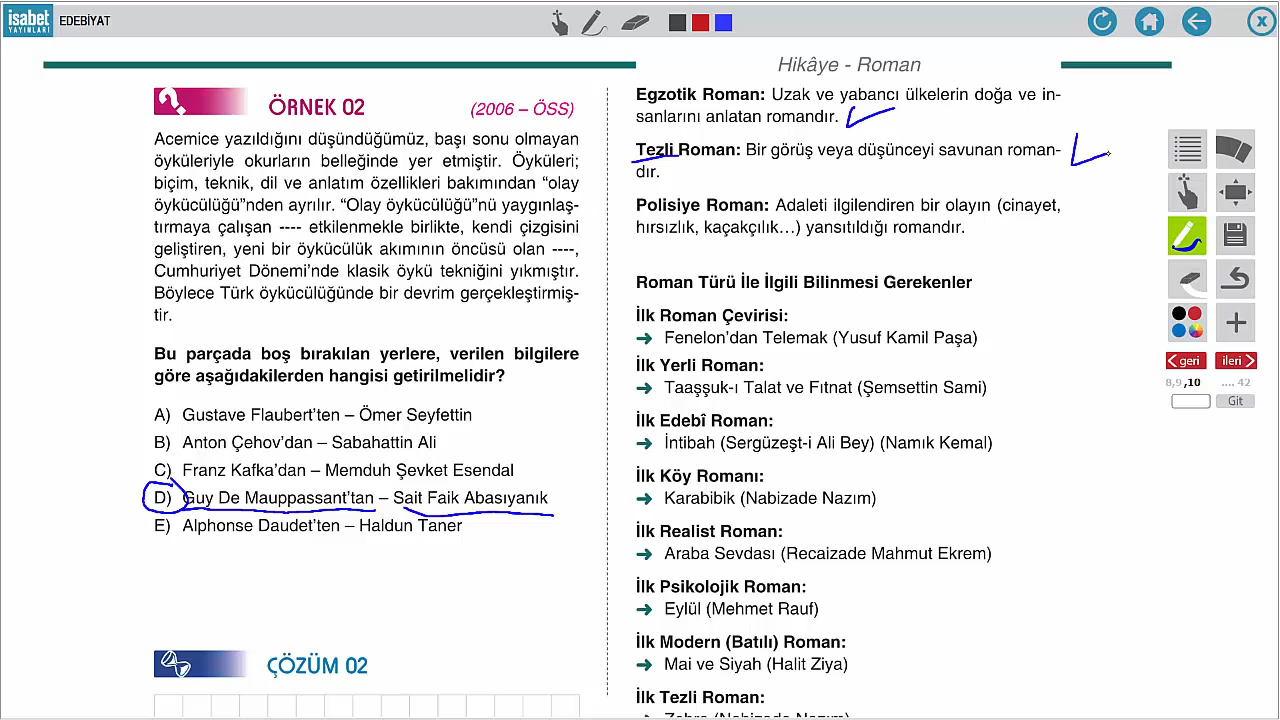 isabet
YAYINLARI
EDEBİYAT
Hikâye - Roman
ÖRNEK 02
(2006 – ÖSS)
Acemice yazıldığını düşündüğümüz, başı sonu olmayan
öyküleriyle okurların belleğinde yer etmiştir. Öyküleri;
biçim, teknik, dil ve anlatım özellikleri bakımından “olay
öykücülüğü”nden ayrılır. “Olay öykücülüğü”nü yaygınlaş-
tırmaya çalışan ---- etkilenmekle birlikte, kendi çizgisini
geliştiren, yeni bir öykücülük akımının öncüsü olan ----,
Cumhuriyet Dönemi’nde klasik öykü tekniğini yıkmıştır.
Böylece Türk öykücülüğünde bir devrim gerçekleştirmiş-
tir.
Bu parçada boş bırakılan yerlere, verilen bilgilere
göre aşağıdakilerden hangisi getirilmelidir?
A) Gustave Flaubert’ten – Ömer Seyfettin
B) Anton Çehov’dan – Sabahattin Ali
C) Franz Kafka’dan – Memduh Şevket Esendal
D) Guy De Mauppassant’tan – Sait Faik Abasıyanık
E) Alphonse Daudet’ten – Haldun Taner
ÇÖZÜM 02
Egzotik Roman: Uzak ve yabancı ülkelerin doğa ve in-
sanlarını anlatan romandır.
Tezli Roman: Bir görüş veya düşünceyi savunan roman-
dır.
Polisiye Roman: Adaleti ilgilendiren bir olayın (cinayet,
hırsızlık, kaçakçılık...) yansıtıldığı romandır.
Roman Türü İle İlgili Bilinmesi Gerekenler
İlk Roman Çevirisi:
➔ Fenelon’dan Telemak (Yusuf Kamil Paşa)
İlk Yerli Roman:
➔ Taaşşuk-ı Talat ve Fıtnat (Şemsettin Sami)
İlk Edebî Roman:
➔ İntibah (Sergüzeşt-i Ali Bey) (Namık Kemal)
İlk Köy Romanı:
➔ Karabibik (Nabizade Nazım)
İlk Realist Roman:
➔ Araba Sevdası (Recaizade Mahmut Ekrem)
İlk Psikolojik Roman:
➔ Eylül (Mehmet Rauf)
İlk Modern (Batılı) Roman:
➔ Mai ve Siyah (Halit Ziya)
İlk Tezli Roman:
➔ Zehra (Nabizade Nazım)
geri
ileri
8,9,10 .... 42
Git